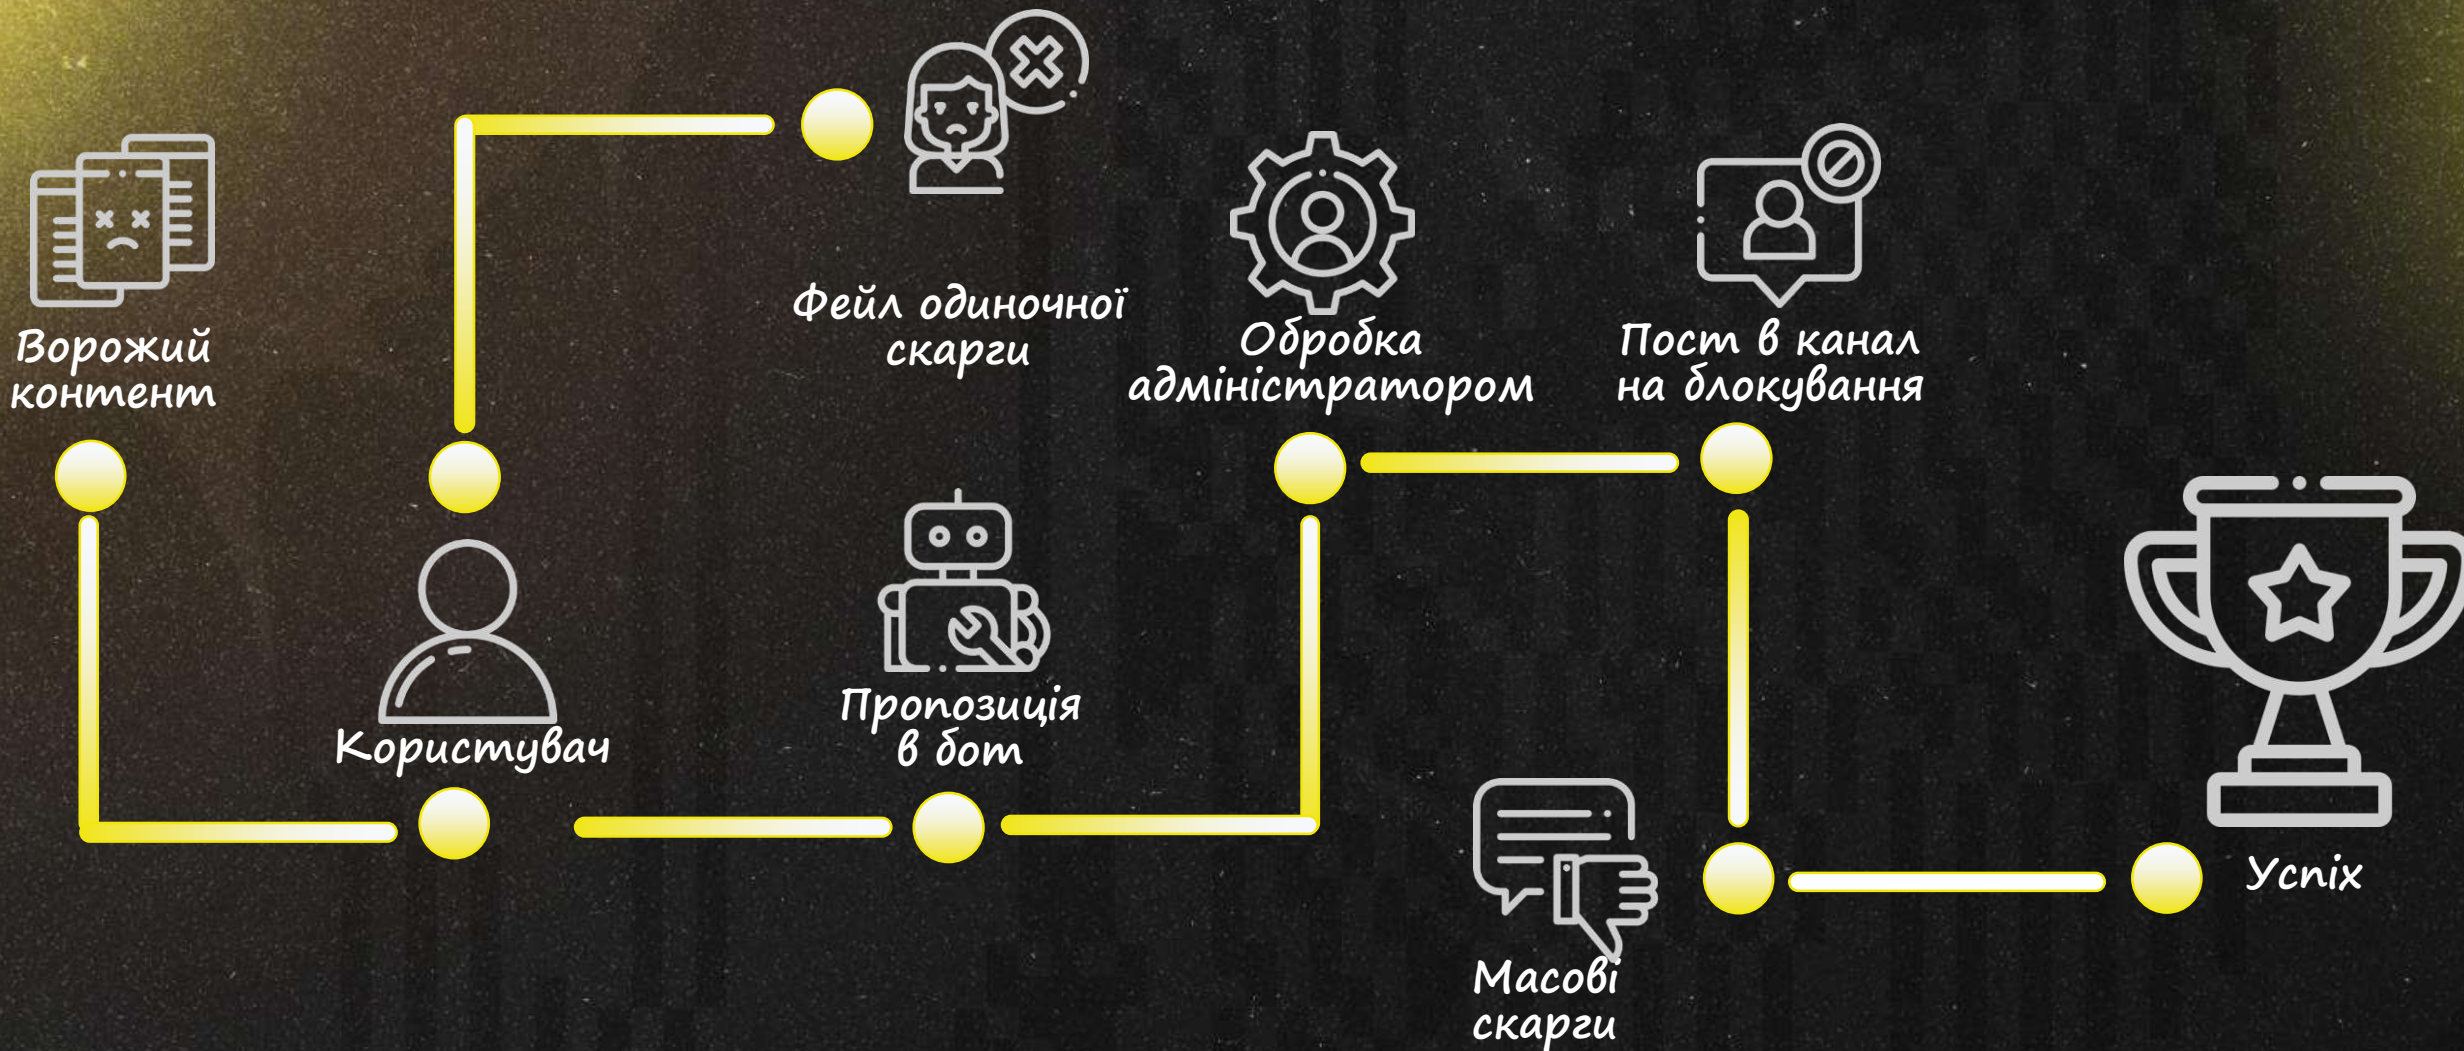 Ворожий
контент
Користувач
Фейл одиночної
скарги
Пропозиція
в бот
Обробка
адміністратором
Пост в канал
на блокування
Масові
скарги
Успіх